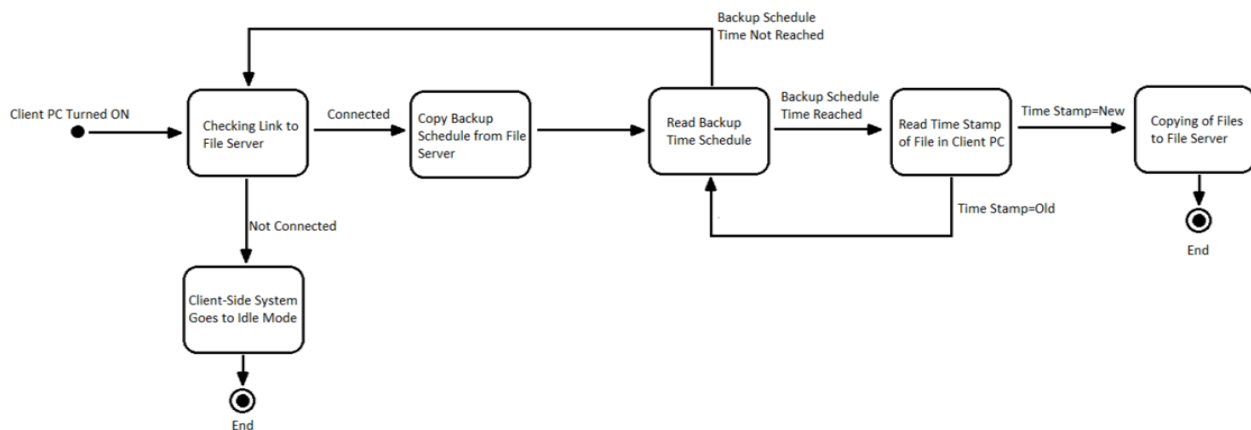 Backup Schedule
Time Not Reached
Client PC Turned ON
Checking Link to
File Server
Connected
Copy Backup
Schedule from File
Server
Read Backup
Time Schedule
Backup Schedule
Time Reached
Read Time Stamp
of File in Client PC
Time Stamp=New
Copying of Files
to File Server
Not Connected
Time Stamp=Old
End
Client-Side System
Goes to Idle Mode
End